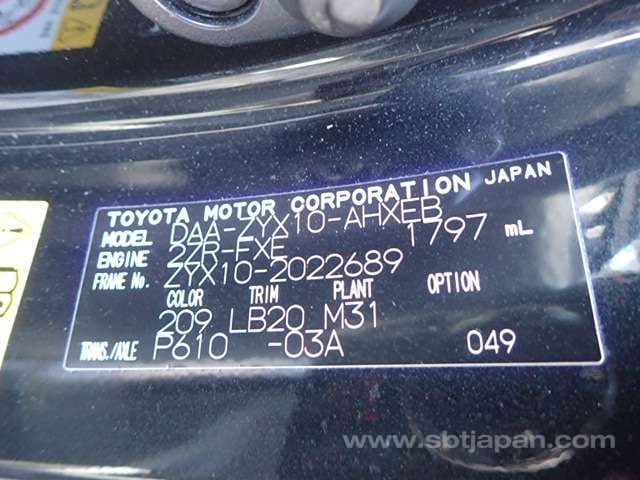 TOYOTA MOTOR CORPORATION JAPAN
MODEL DAA-ZYX10-AHXEB
ENGINE 2ZR-FXE 1797 mL
FRAME No. ZYX10-2022689
COLOR TRIM PLANT OPTION
209 LB20 M31
TRANS./AXLE P610 -03A 049
www.sbtjapan.com